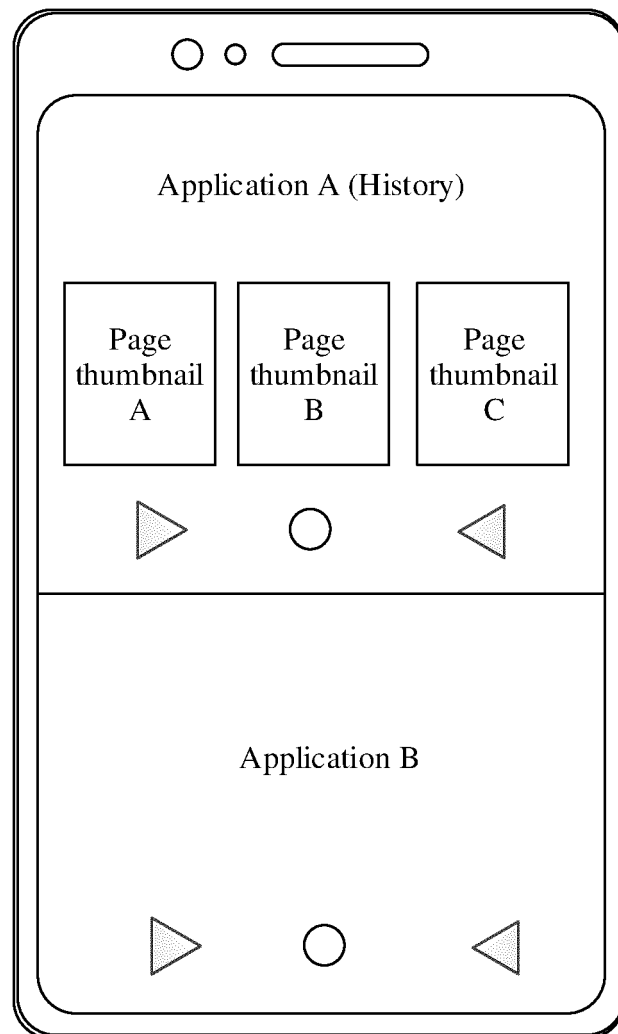 Application A (History)
Page
thumbnail
A
Page
thumbnail
B
Page
thumbnail
C
Application B